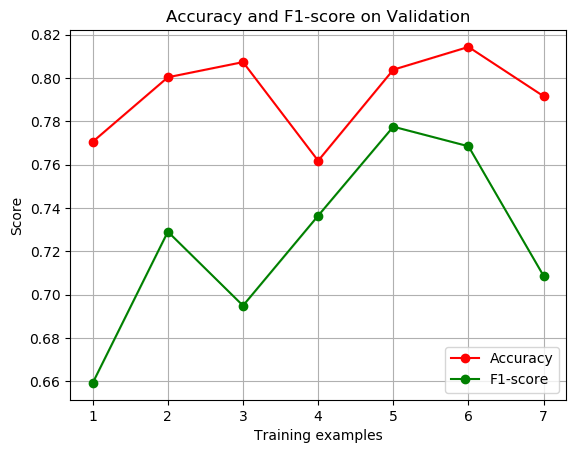 Accuracy and F1-score on Validation
0.82
0.80
0.78
0.76
0.74
0.72
0.70
0.68
0.66
Score
Accuracy
F1-score
1 2 3 4 5 6 7
Training examples